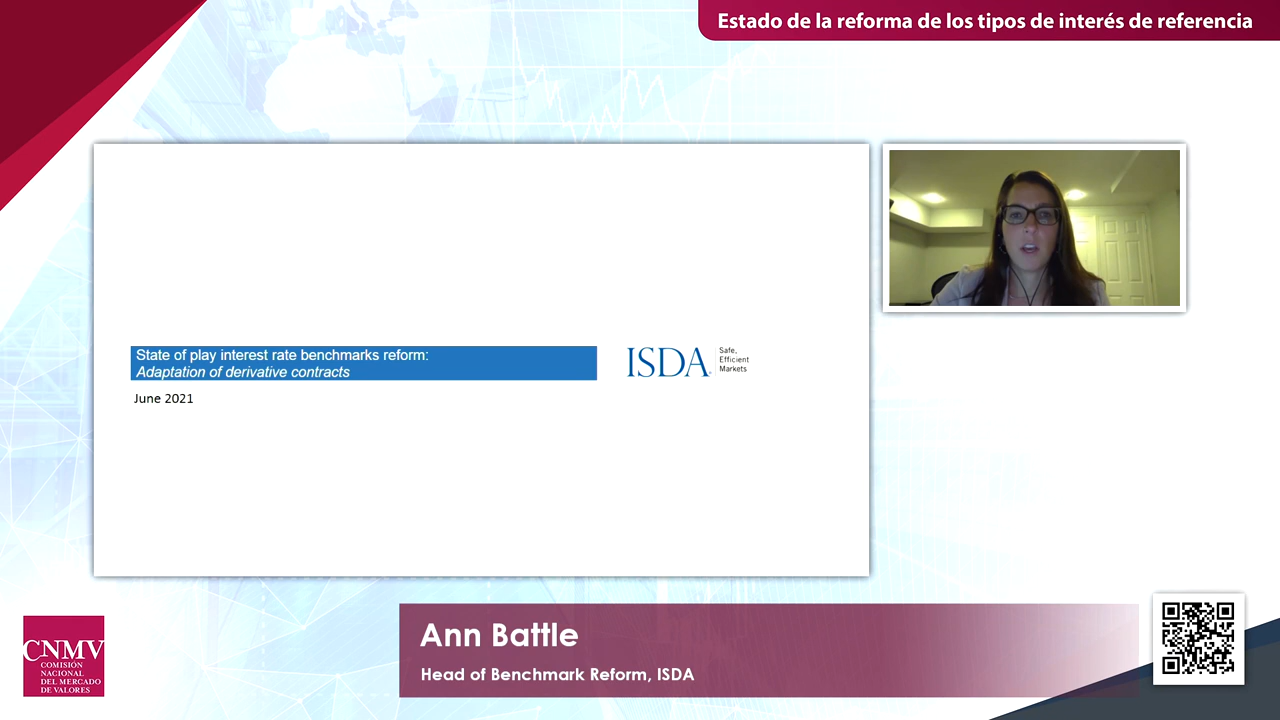 Estado de la reforma de los tipos de interés de referencia
State of play interest rate benchmarks reform:
Adaptation of derivative contracts
June 2021
ISDA
Safe,
Efficient
Markets
Ann Battle
Head of Benchmark Reform, ISDA
CNMV
COMISIÓN
NACIONAL
DEL MERCADO
DE VALORES